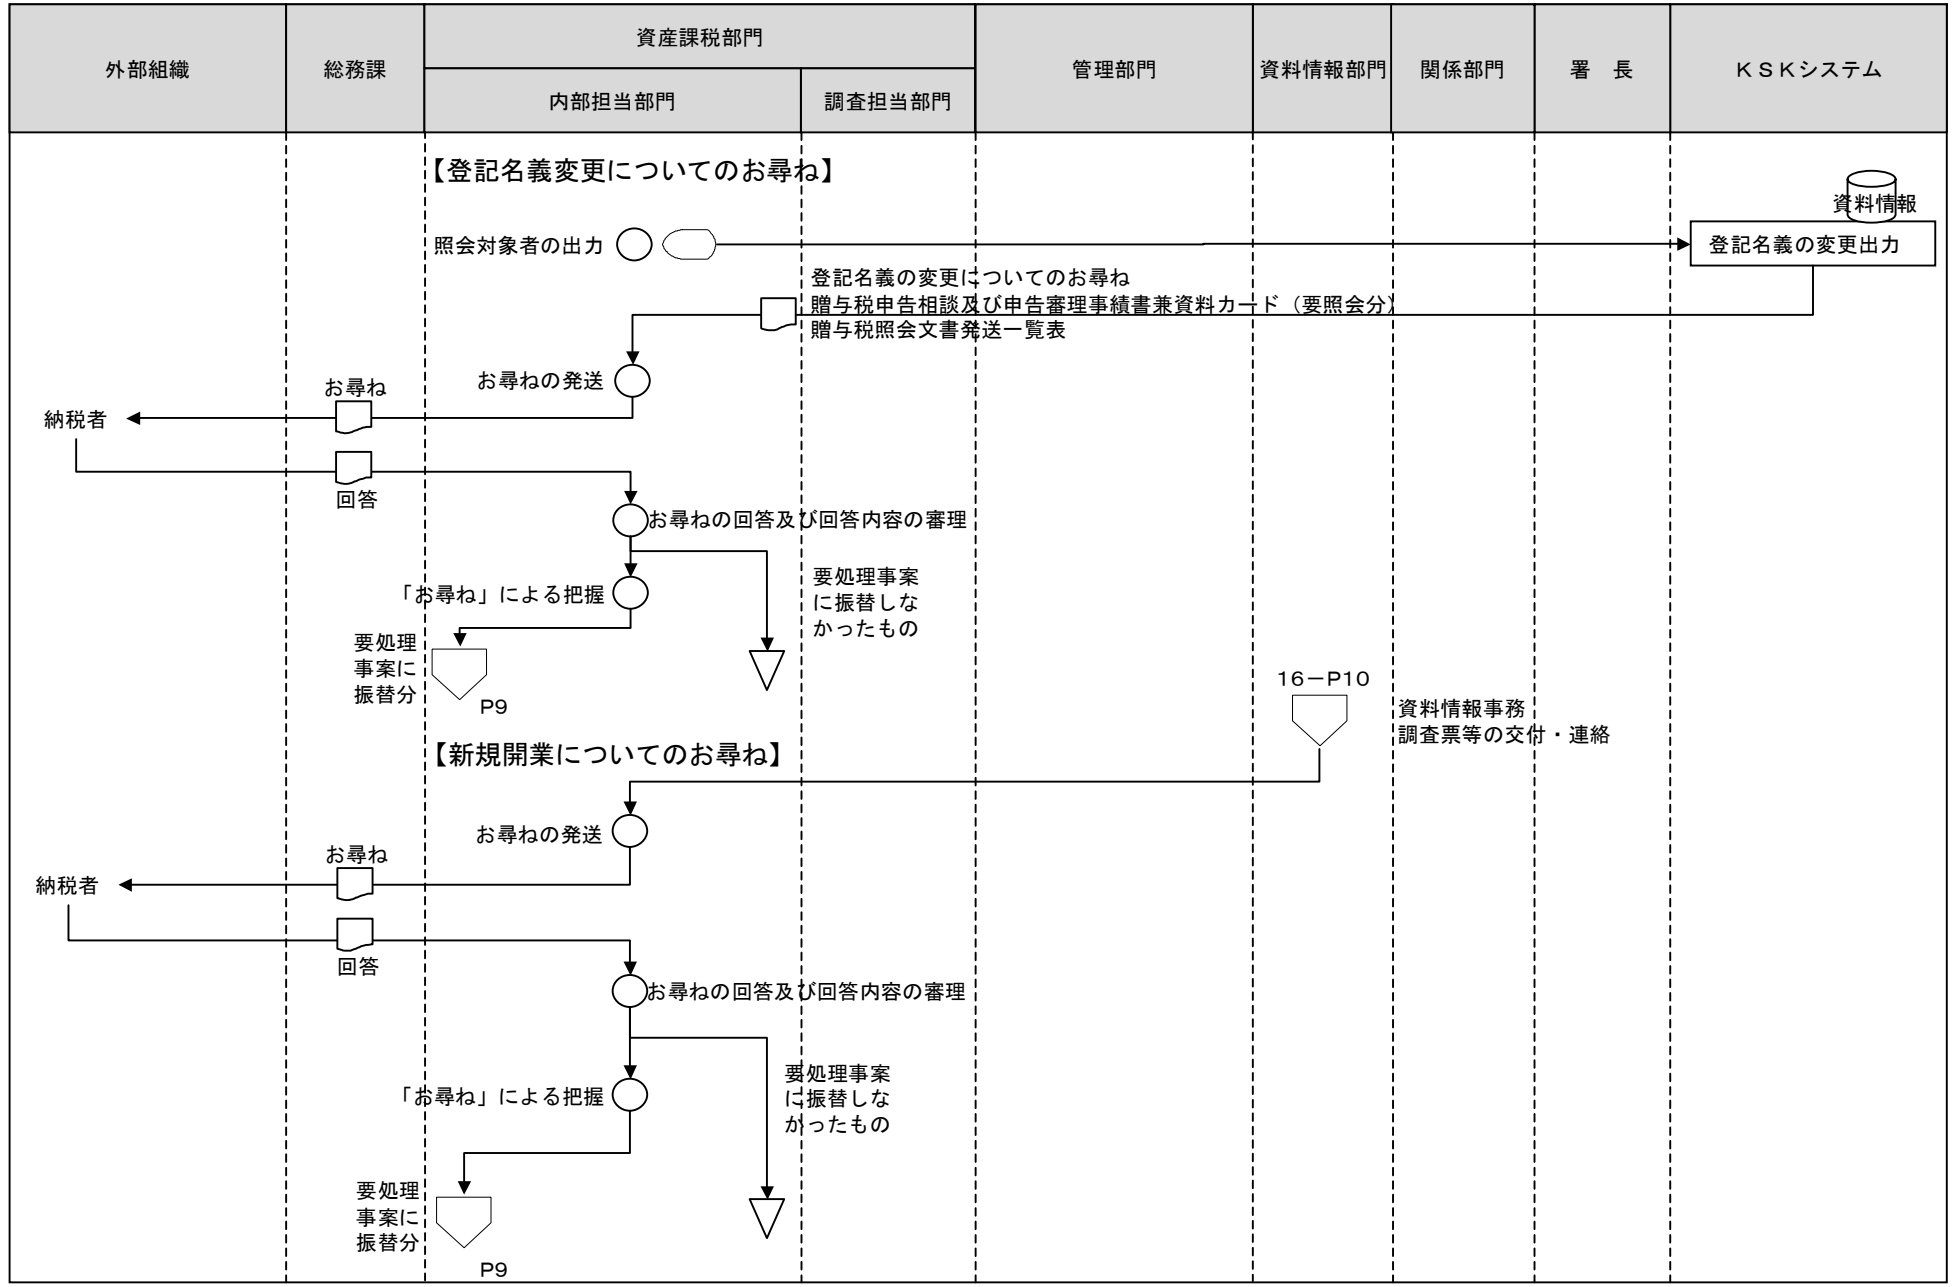 外部組織
総務課
資産課税部門
内部担当部門
調査担当部門
管理部門
資料情報部門
関係部門
署　長
ＫＳＫシステム
【登記名義変更についてのお尋ね】
資料情報
照会対象者の出力
登記名義の変更出力
登記名義の変更についてのお尋ね
贈与税申告相談及び申告審理事績書兼資料カード（要照会分）
贈与税照会文書発送一覧表
お尋ねの発送
お尋ね
納税者
回答
お尋ねの回答及び回答内容の審理
「お尋ね」による把握
要処理事案
に振替しな
かったもの
要処理
事案に
振替分
P9
16－P10
資料情報事務
調査票等の交付・連絡
【新規開業についてのお尋ね】
お尋ねの発送
お尋ね
納税者
回答
お尋ねの回答及び回答内容の審理
「お尋ね」による把握
要処理事案
に振替しな
かったもの
要処理
事案に
振替分
P9